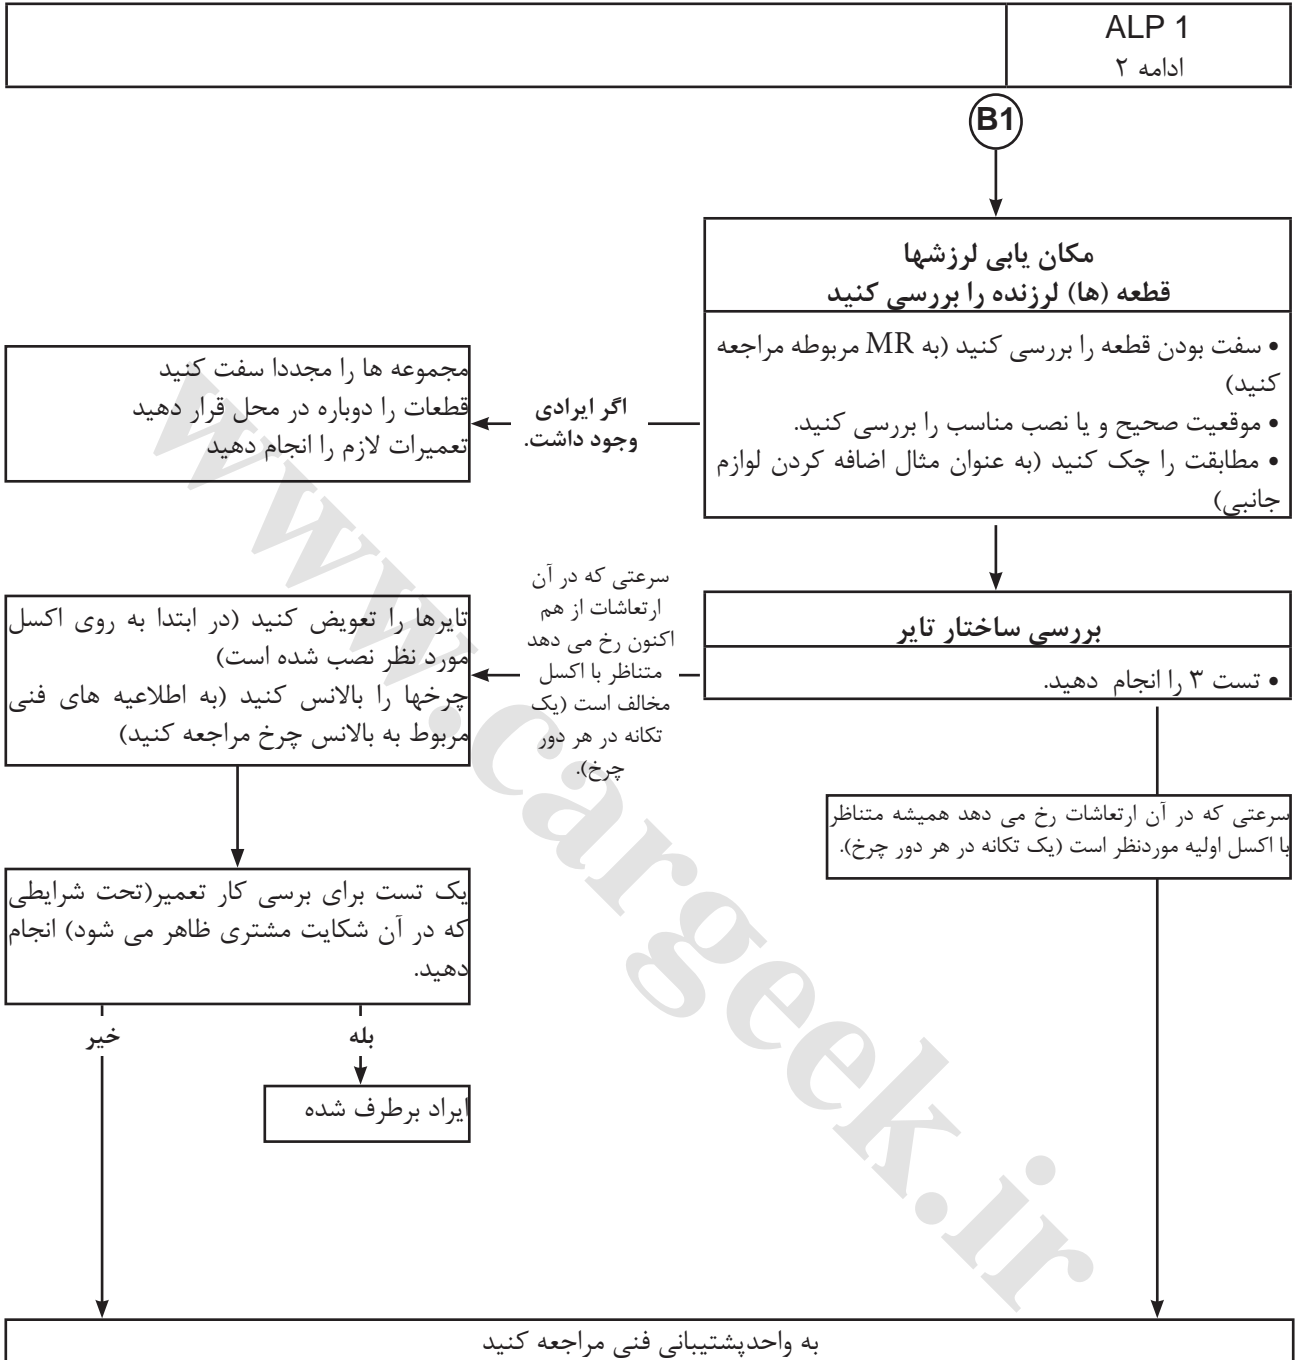 ALP 1
ادامه ۲
B1
مکان یابی لرزشها
قطعه (ها) لرزنده را بررسی کنید
• سفت بودن قطعه را بررسی کنید (به MR مربوطه مراجعه
کنید)
• موقعیت صحیح و یا نصب مناسب را بررسی کنید.
• مطابقت را چک کنید (به عنوان مثال اضافه کردن لوازم
جانبی)
اگر ایرادی
وجود داشت.
مجموعه ها را مجددا سفت کنید
قطعات را دوباره در محل قرار دهید
تعمیرات لازم را انجام دهید
بررسی ساختار تایر
• تست ۳ را انجام دهید.
سرعتی که در آن
ارتعاشات از هم
اکنون رخ می دهد
متناظر با اکسل
مخالف است (یک
تکانه در هر دور
چرخ).
تایرها را تعویض کنید (در ابتدا به روی اکسل
مورد نظر نصب شده است)
چرخها را بالانس کنید (به اطلاعیه های فنی
مربوط به بالانس چرخ مراجعه کنید)
سرعتی که در آن ارتعاشات رخ می دهد همیشه متناظر
با اکسل اولیه موردنظر است (یک تکانه در هر دور چرخ).
یک تست برای برسی کار تعمیر(تحت شرایطی
که در آن شکایت مشتری ظاهر می شود) انجام
دهید.
بله
خیر
ایراد برطرف شده
به واحدپشتیبانی فنی مراجعه کنید
www.cargeek.ir